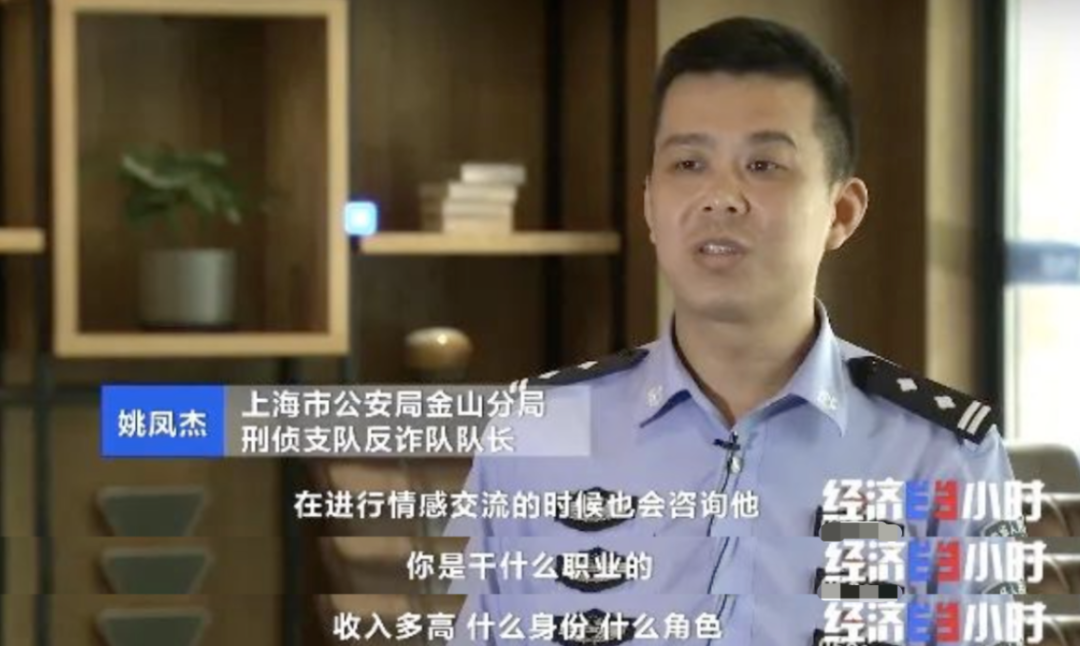 姚凤杰
上海市公安局金山分局
刑侦支队反诈队队长
在进行情感交流的时候也会咨询他
经济半小时
你是干什么职业的
经济半小时
收入多高 什么身份 什么角色
经济半小时